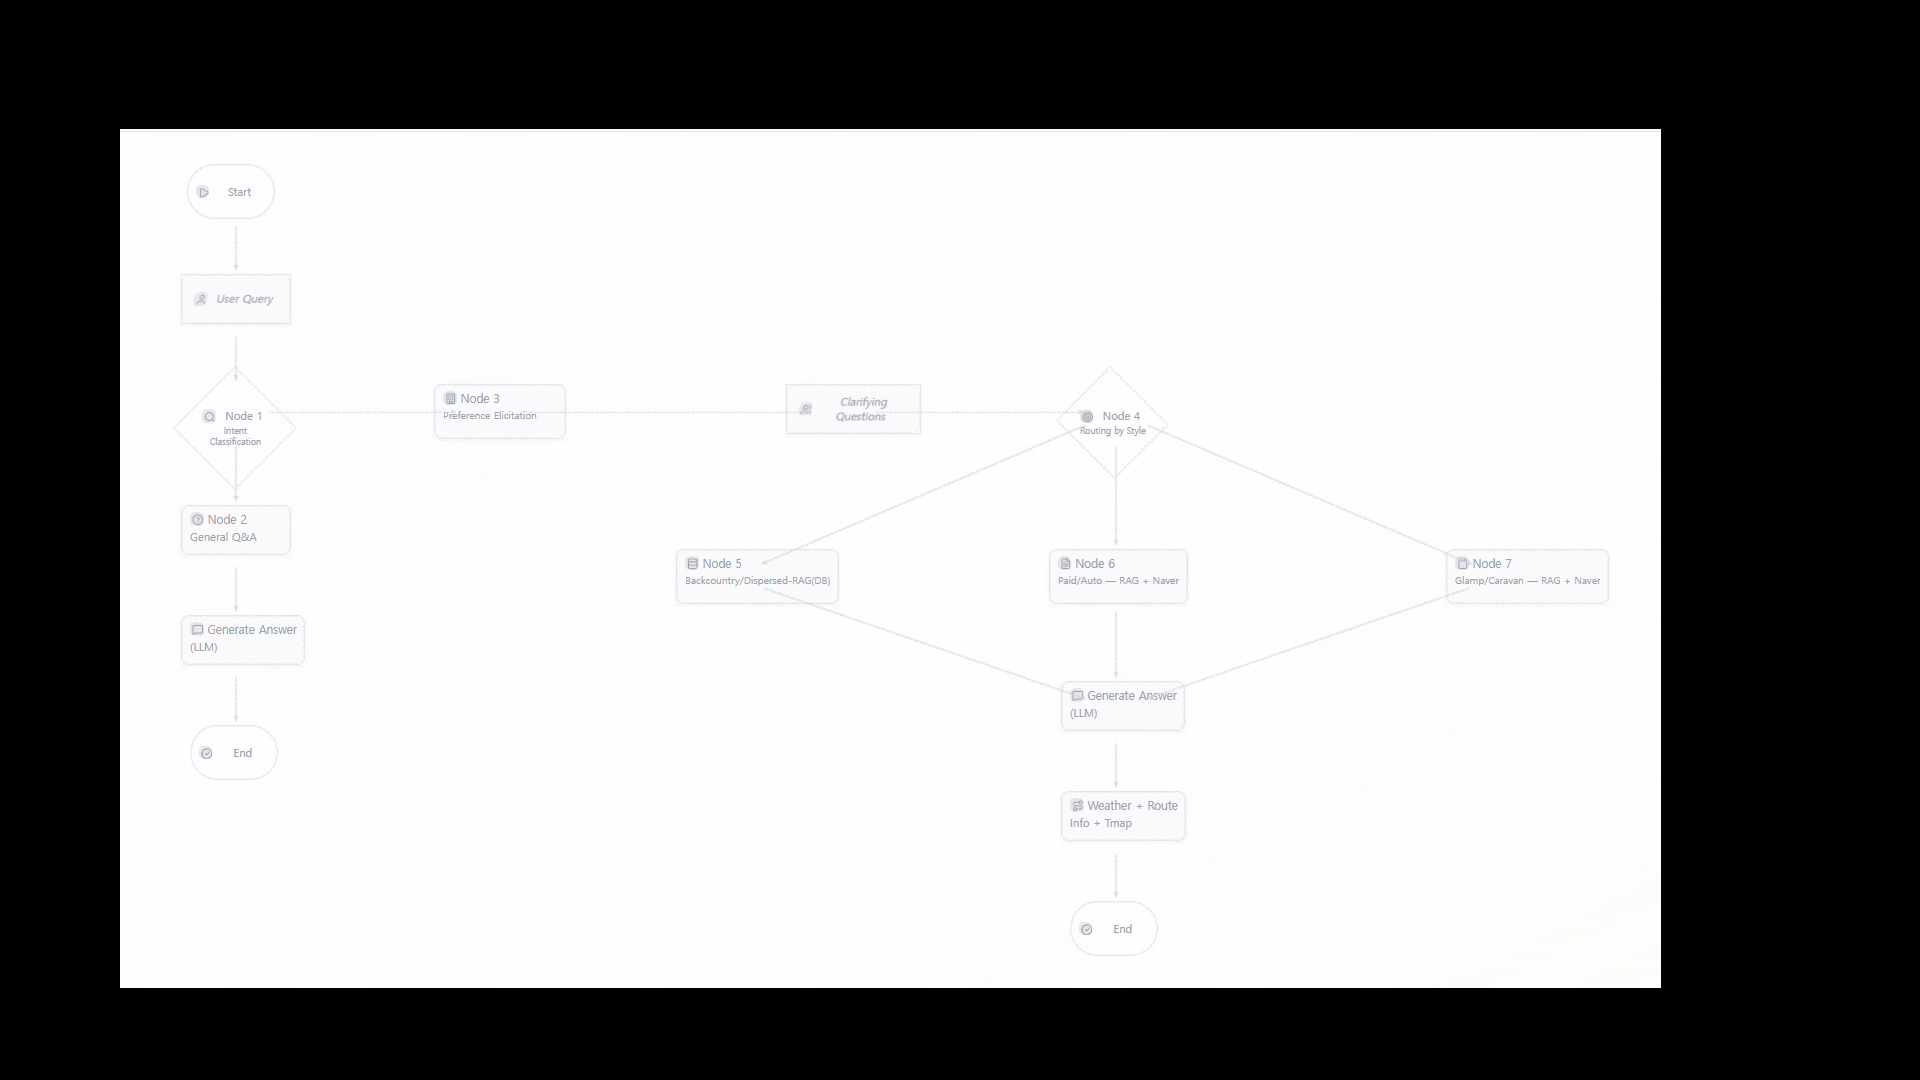 Start
User Query
Node 1
Intent
Classification
Node 3
Preference Elicitation
Clarifying
Questions
Node 4
Routing by Style
Node 2
General Q&A
Generate Answer
(LLM)
End
Node 5
Backcountry/Dispersed-RAG(DB)
Node 6
Paid/Auto — RAG + Naver
Node 7
Glamp/Caravan — RAG + Naver
Generate Answer
(LLM)
Weather + Route
Info + Tmap
End